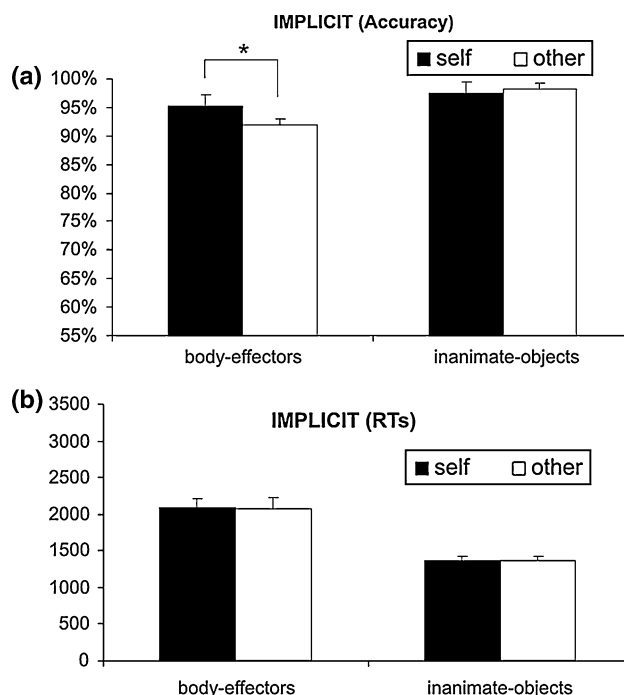 IMPLICIT (Accuracy)
*
self other
(a)
100%
95%
90%
85%
80%
75%
70%
65%
60%
55%
body-effectors inanimate-objects
(b)
3500
IMPLICIT (RTs)
3000
self other
2500
2000
1500
1000
500
0
body-effectors inanimate-objects